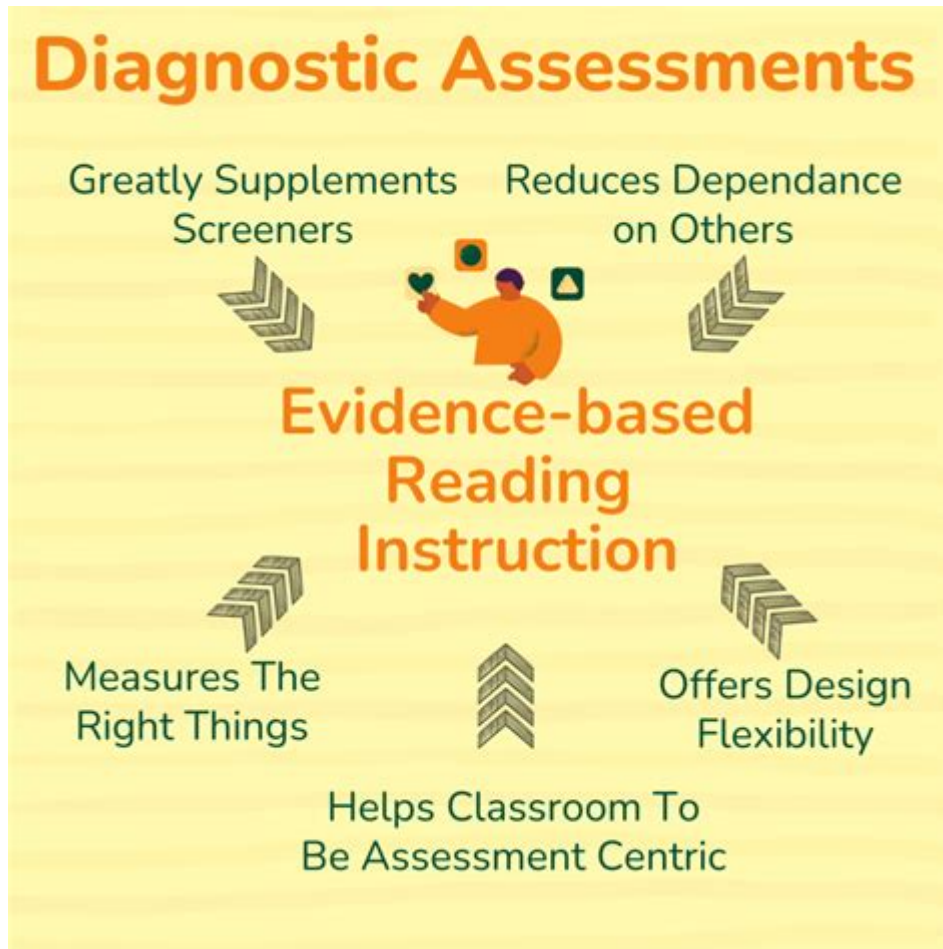 Diagnostic Assessments
Greatly Supplements
Screeners
Reduces Dependance
on Others
Evidence-based
Reading
Instruction
Measures The
Right Things
Offers Design
Flexibility
Helps Classroom To
Be Assessment Centric